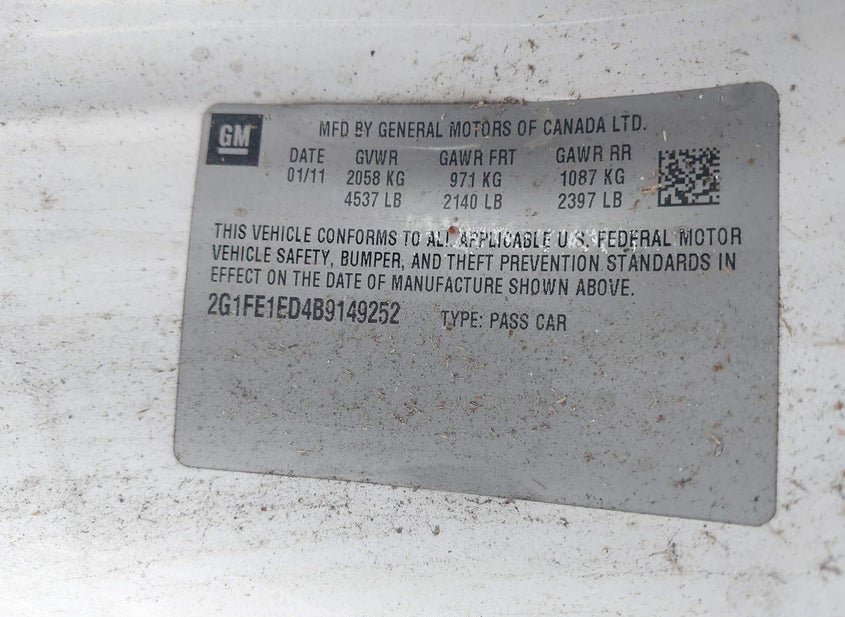 GM
MFD BY GENERAL MOTORS OF CANADA LTD.
DATE GVWR GAWR FRT GAWR RR
01/11 2058 KG 971 KG 1087 KG
4537 LB 2140 LB 2397 LB
THIS VEHICLE CONFORMS TO ALL APPLICABLE U.S. FEDERAL MOTOR
VEHICLE SAFETY, BUMPER, AND THEFT PREVENTION STANDARDS IN
EFFECT ON THE DATE OF MANUFACTURE SHOWN ABOVE.
2G1FE1ED4B9149252 TYPE: PASS CAR